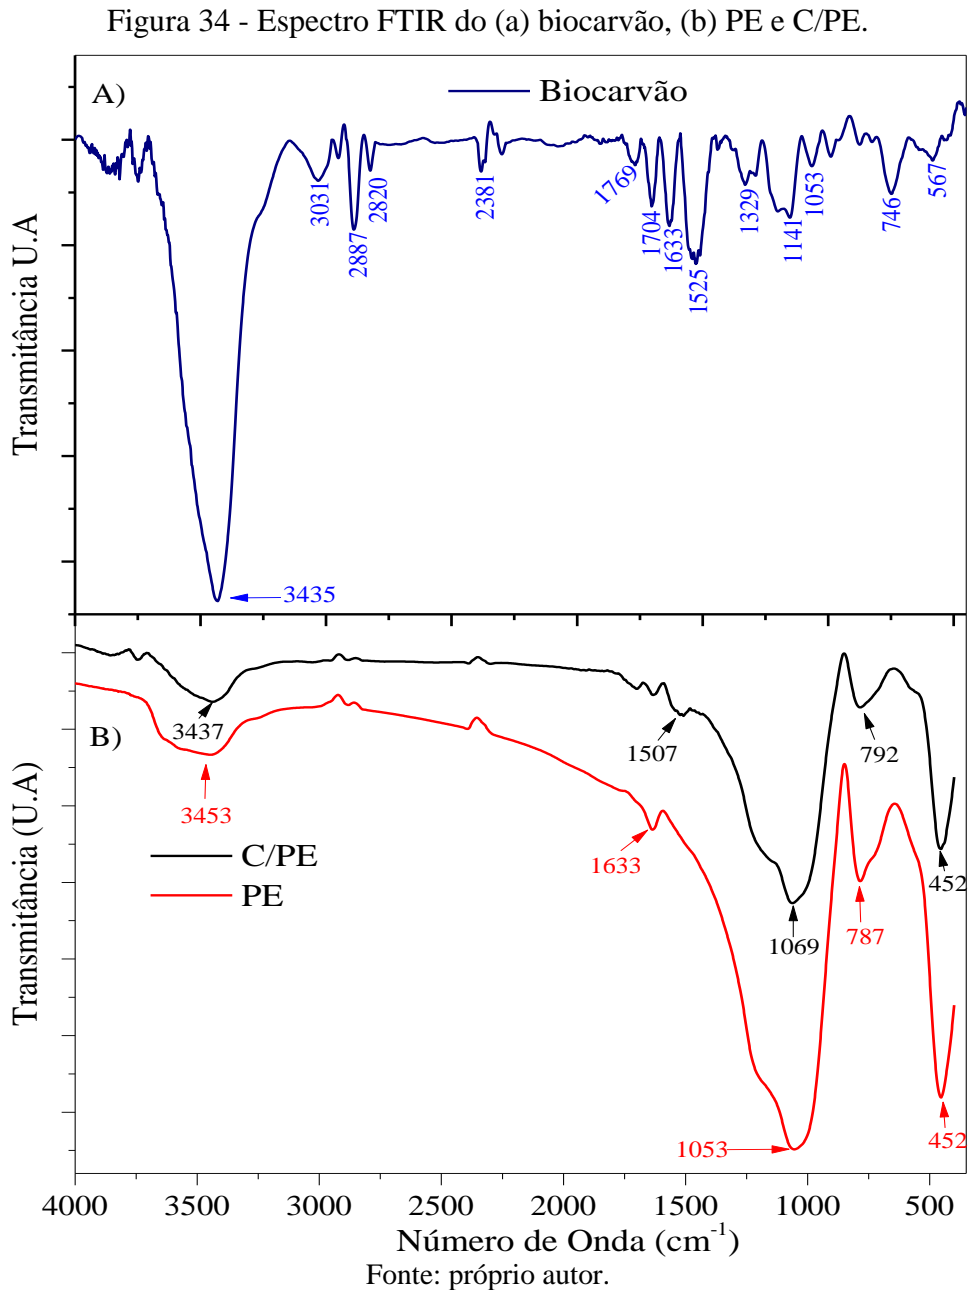 Figura 34 - Espectro FTIR do (a) biocarvão, (b) PE e C/PE.
A)
Biocarvão
Transmitância U.A
3031
2887
2820
2381
1769
1704
1633
1525
1329
1141
1053
746
567
3435
B)
Transmitância (U.A)
3437
3453
C/PE
PE
1507
1633
1069
1053
792
787
452
452
4000 3500 3000 2500 2000 1500 1000 500
Número de Onda (cm⁻¹)
Fonte: próprio autor.